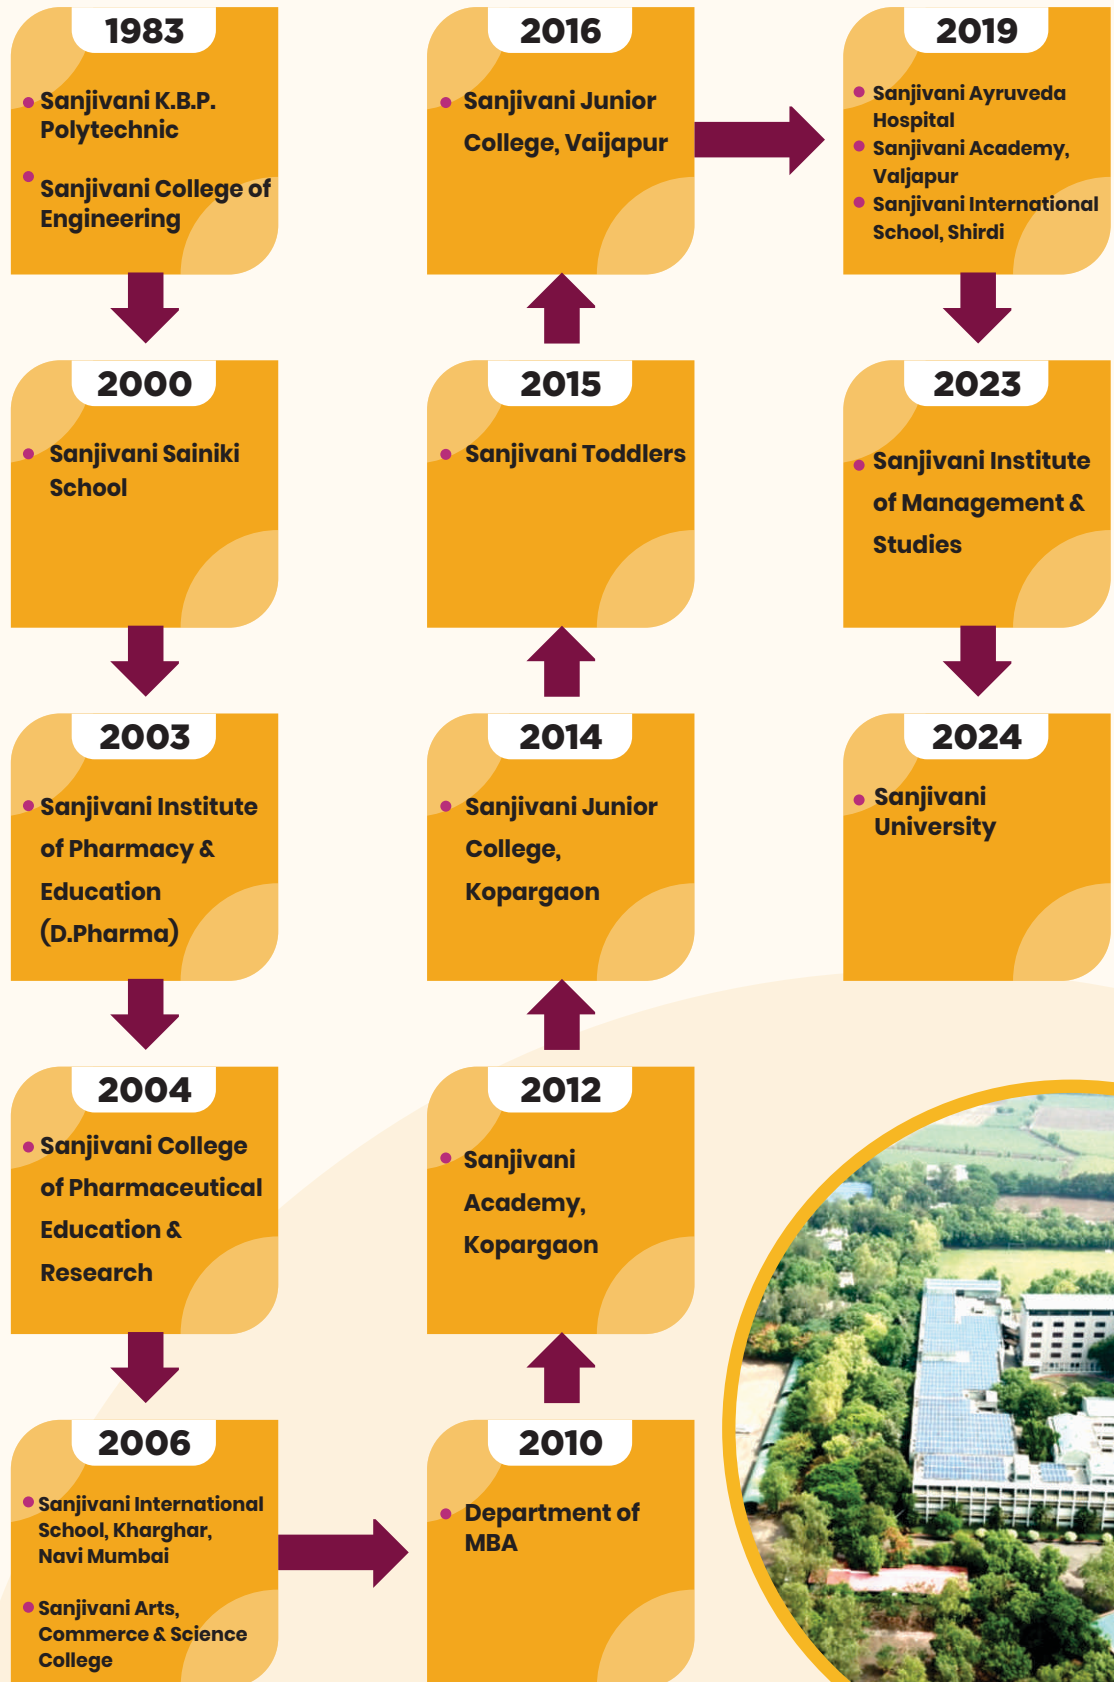 1983
Sanjivani K.B.P.
Polytechnic
Sanjivani College of
Engineering
2000
Sanjivani Sainiki
School
2003
Sanjivani Institute
of Pharmacy &
Education
(D.Pharma)
2004
Sanjivani College
of Pharmaceutical
Education &
Research
2006
Sanjivani International
School, Kharghar,
Navi Mumbai
Sanjivani Arts,
Commerce & Science
College
2010
Department of
MBA
2012
Sanjivani
Academy,
Kopargaon
2014
Sanjivani Junior
College,
Kopargaon
2015
Sanjivani Toddlers
2016
Sanjivani Junior
College, Vaijapur
2019
Sanjivani Ayruveda
Hospital
Sanjivani Academy,
Valjapur
Sanjivani International
School, Shirdi
2023
Sanjivani Institute
of Management &
Studies
2024
Sanjivani
University